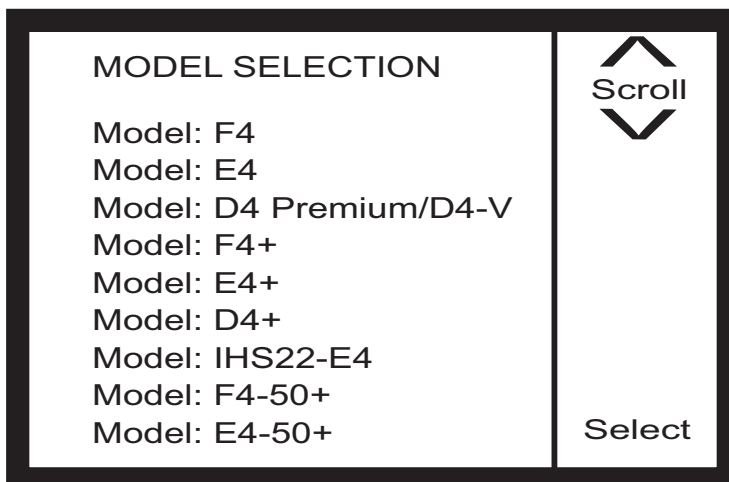 MODEL SELECTION
Model: F4
Model: E4
Model: D4 Premium/D4-V
Model: F4+
Model: E4+
Model: D4+
Model: IHS22-E4
Model: F4-50+
Model: E4-50+
Scroll
Select